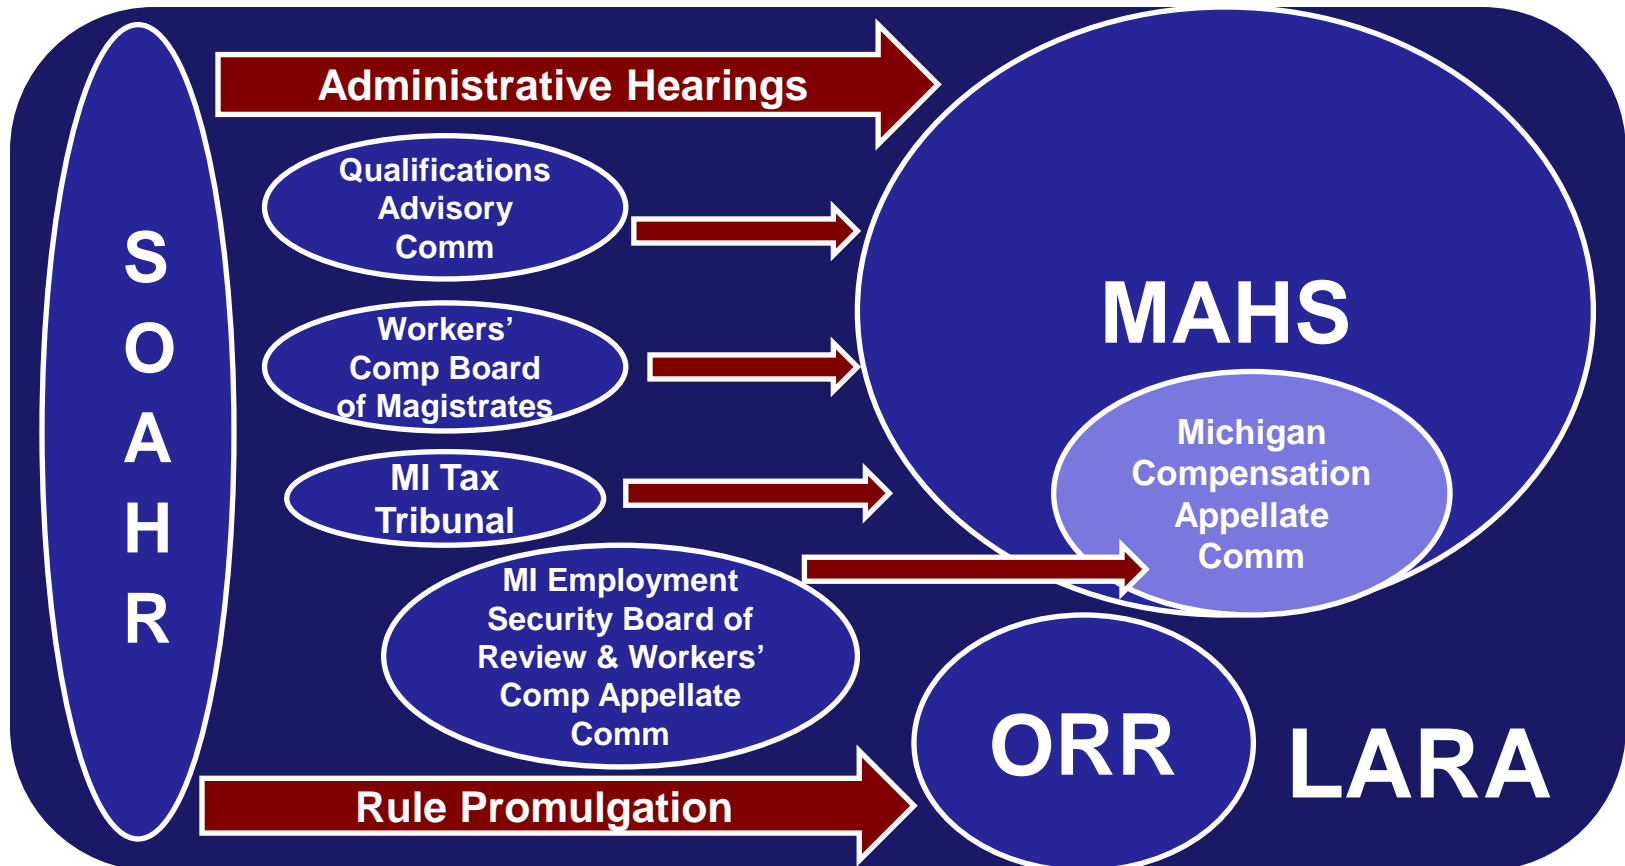 Administrative Hearings
Qualifications
Advisory
Comm
S
O
A
H
R
Workers’
Comp Board
of Magistrates
MI Tax
Tribunal
MI Employment
Security Board of
Review & Workers’
Comp Appellate
Comm
Rule Promulgation
MAHS
Michigan
Compensation
Appellate
Comm
ORR
LARA